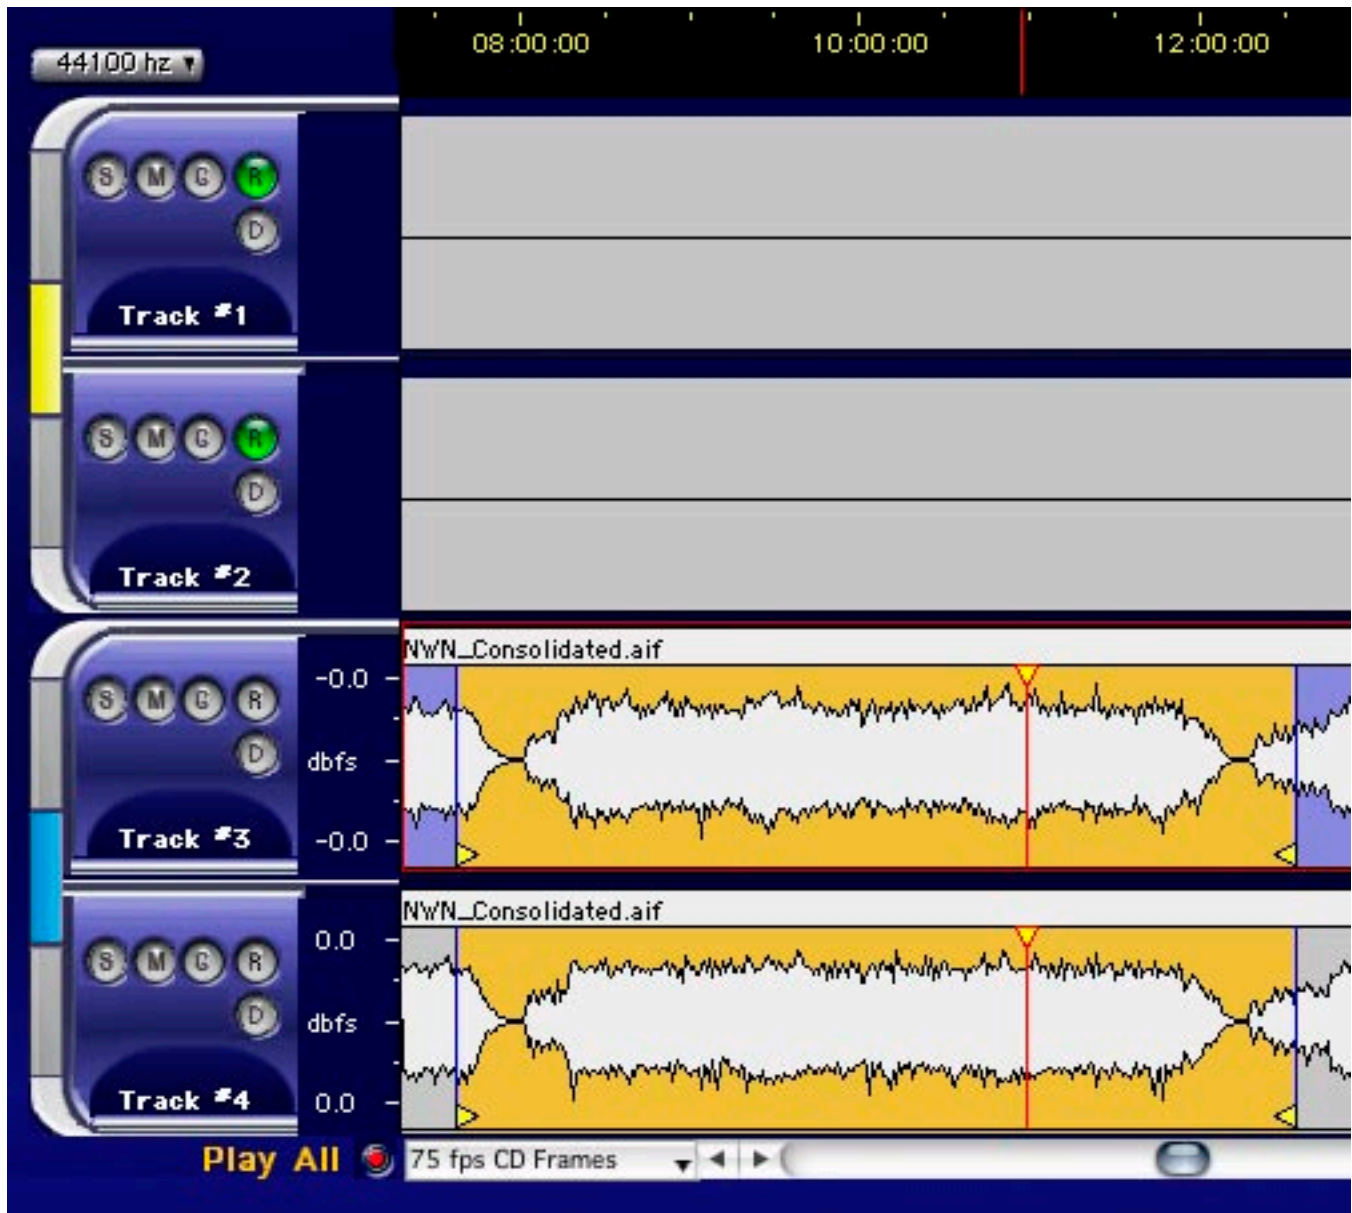 08:00:00 10:00:00 12:00:00
44100 hz
S M G R
D
Track #1
S M G R
D
Track #2
NWN_Consolidated.aif
-0.0
S M G R
D
dbfs
Track #3
-0.0
NWN_Consolidated.aif
0.0
S M G R
D
dbfs
Track #4
0.0
Play All 75 fps CD Frames